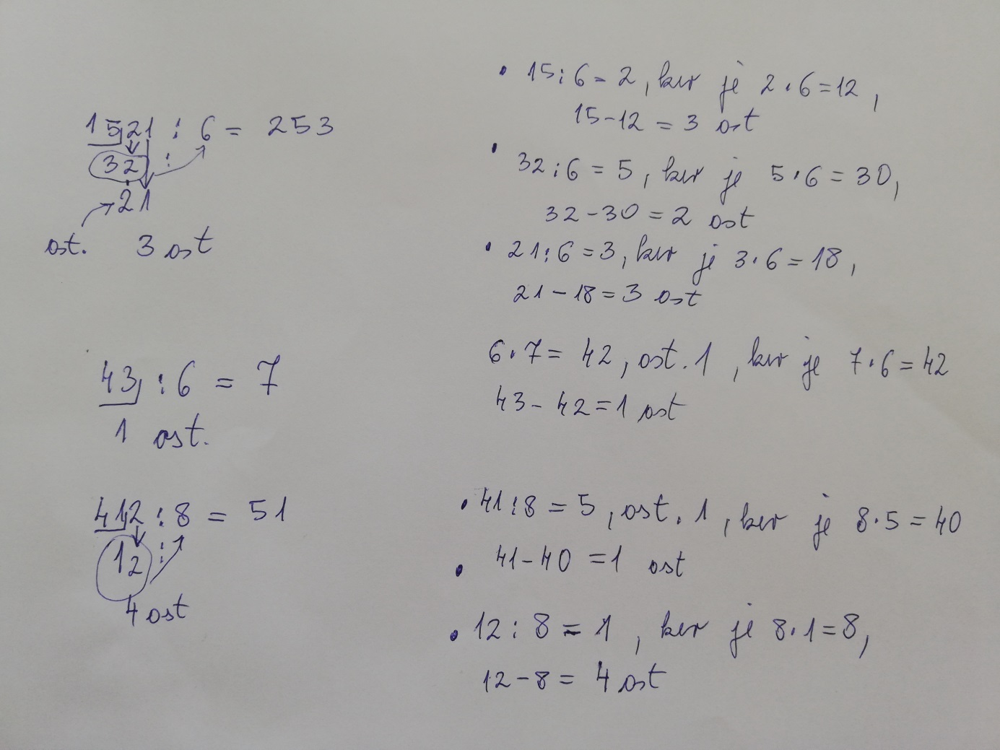 1521 : 6 = 253
32 :
21
ost. 3 ost
• 15:6=2, ker je 2·6=12,
15-12 = 3 ost
• 32:6=5, ker je 5·6=30,
32-30=2 ost
• 21:6=3, ker je 3·6=18,
21-18=3 ost
43 : 6 = 7
1 ost.
6·7= 42, ost. 1, ker je 7·6=42
43-42=1 ost
412 : 8 = 51
12 :
4 ost
• 41:8=5, ost. 1, ker je 8·5=40
• 41-40=1 ost
• 12:8=1, ker je 8·1=8,
12-8= 4 ost